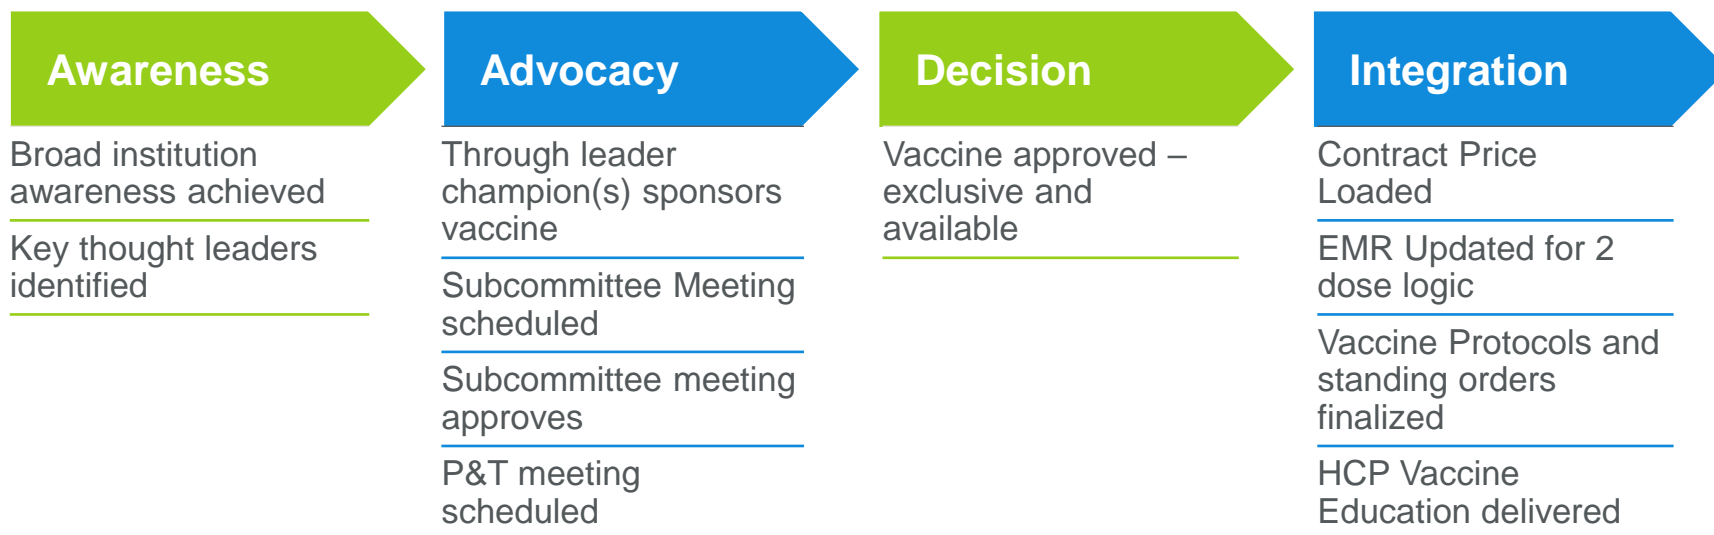 Awareness
Broad institution
awareness achieved
Key thought leaders
identified
Advocacy
Through leader
champion(s) sponsors
vaccine
Subcommittee Meeting
scheduled
Subcommittee meeting
approves
P&T meeting
scheduled
Decision
Vaccine approved –
exclusive and
available
Integration
Contract Price
Loaded
EMR Updated for 2
dose logic
Vaccine Protocols and
standing orders
finalized
HCP Vaccine
Education delivered